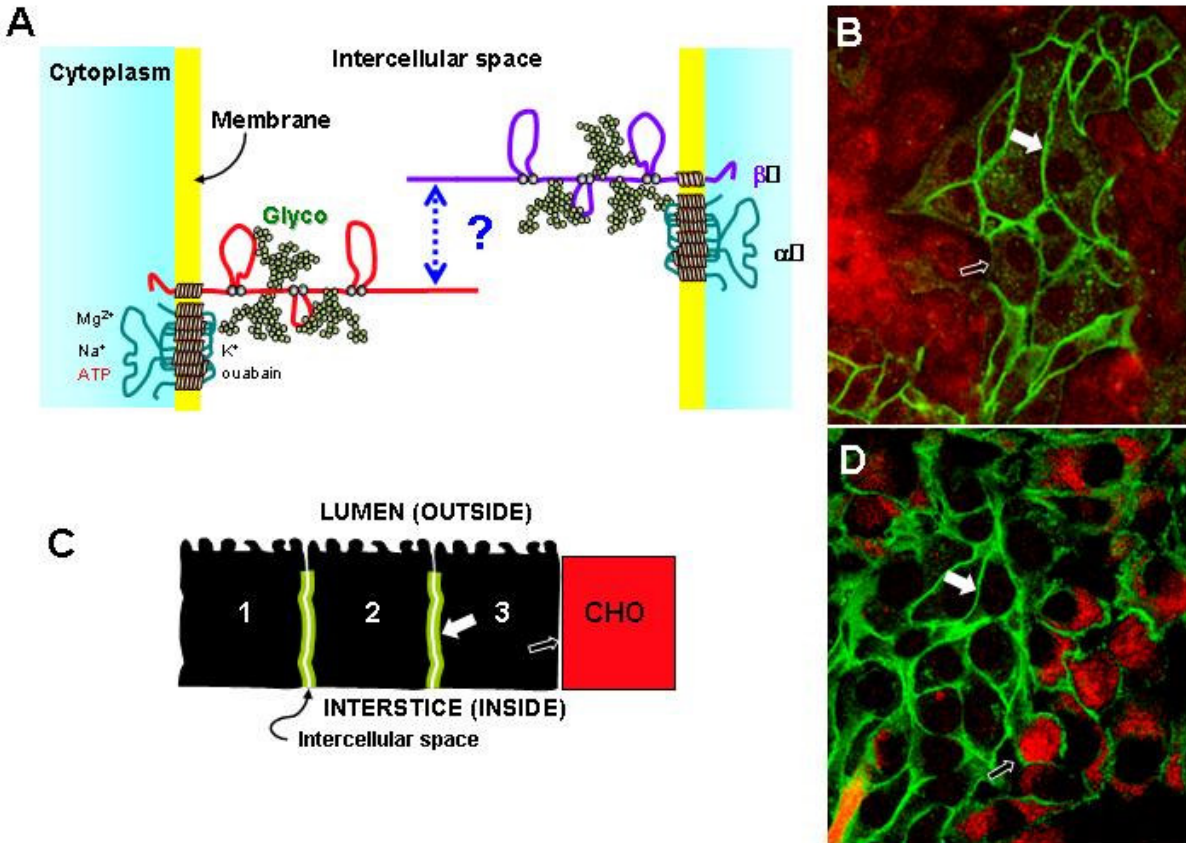 A
Cytoplasm
Intercellular space
Membrane
Glyco
?
β□
α□
Mg²⁺
Na⁺
K⁺
ATP
ouabain
B
C
LUMEN (OUTSIDE)
1
2
3
CHO
INTERSTICE (INSIDE)
Intercellular space
D